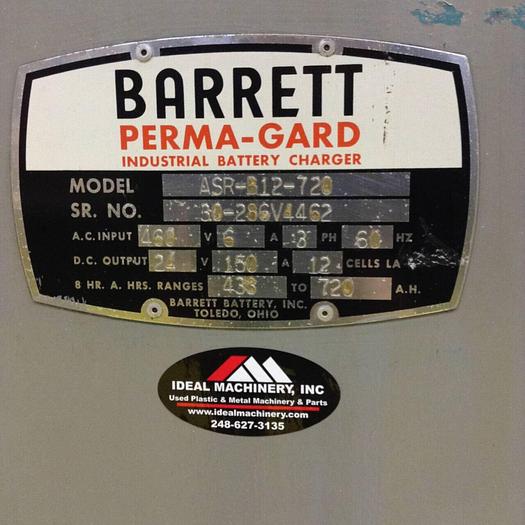 BARRETT
PERMA-GARD
INDUSTRIAL BATTERY CHARGER
MODEL ASR-B12-720
SR. NO. 30-286V4462
A.C. INPUT 460 V 6 A 3 PH 60 HZ
D.C. OUTPUT 24 V 150 A 12 CELLS LA
8 HR. A. HRS. RANGES 433 TO 720 A.H.
BARRETT BATTERY, INC.
TOLEDO, OHIO
IDEAL MACHINERY, INC
Used Plastic & Metal Machinery & Parts
www.idealmachinery.com
248-627-3135